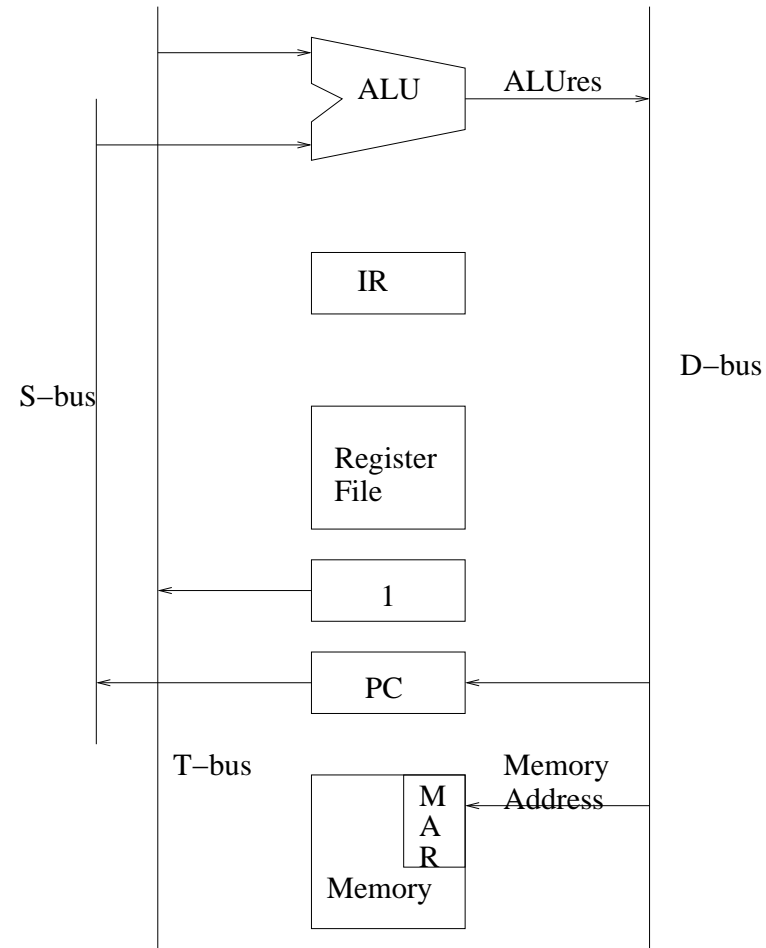 ALU
ALUres
IR
D−bus
S−bus
Register
File
1
PC
T−bus
Memory
Address
M
A
R
Memory